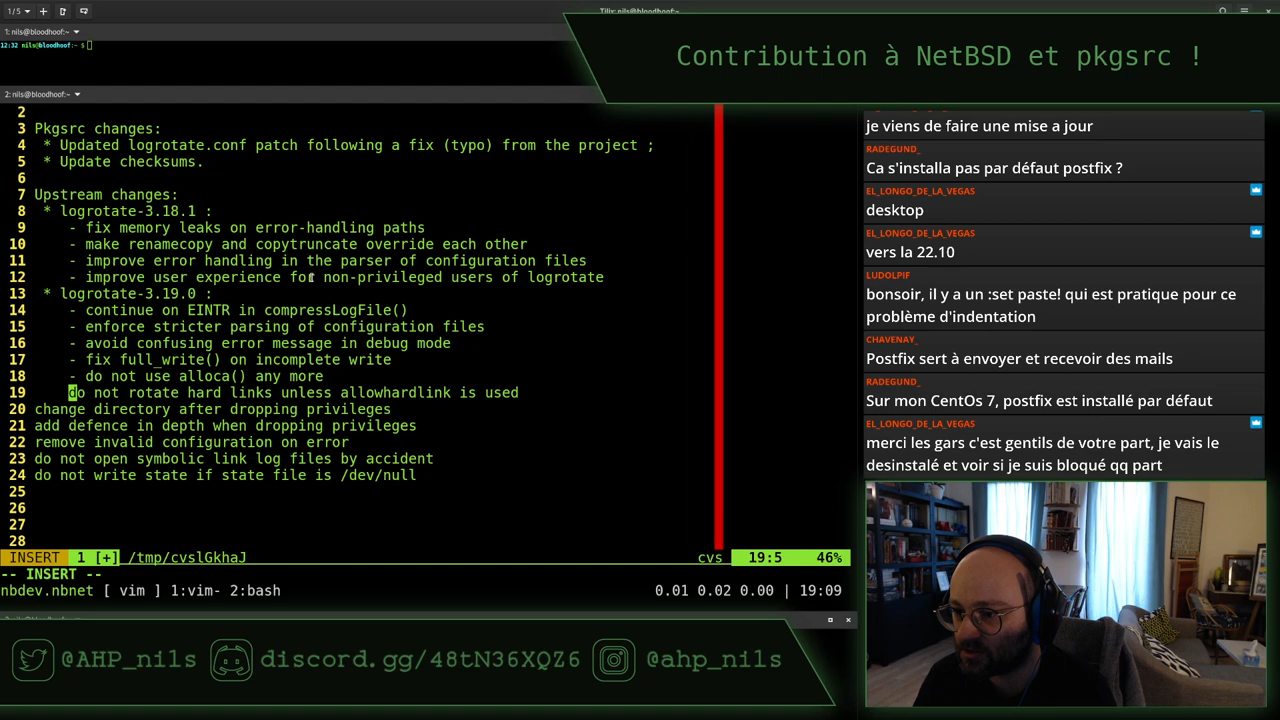 1/5
Tilix: nils@bloodhoof:~
1: nils@bloodhoof:~
12:32 nils@bloodhoof:~ $
Contribution à NetBSD et pkgsrc !
2: nils@bloodhoof:~
2
3 Pkgsrc changes:
4 * Updated logrotate.conf patch following a fix (typo) from the project ;
5 * Update checksums.
6
7 Upstream changes:
8 * logrotate-3.18.1 :
9 - fix memory leaks on error-handling paths
10 - make renamecopy and copytruncate override each other
11 - improve error handling in the parser of configuration files
12 - improve user experience for non-privileged users of logrotate
13 * logrotate-3.19.0 :
14 - continue on EINTR in compressLogFile()
15 - enforce stricter parsing of configuration files
16 - avoid confusing error message in debug mode
17 - fix full_write() on incomplete write
18 - do not use alloca() any more
19 do not rotate hard links unless allowhardlink is used
20 change directory after dropping privileges
21 add defence in depth when dropping privileges
22 remove invalid configuration on error
23 do not open symbolic link log files by accident
24 do not write state if state file is /dev/null
25
26
27
28
INSERT 1 [+] /tmp/cvslGkhaJ cvs 19:5 46%
-- INSERT --
nbdev.nbnet [ vim ] 1:vim- 2:bash 0.01 0.02 0.00 | 19:09
je viens de faire une mise a jour
RADEGUND_
Ca s'installa pas par défaut postfix ?
EL_LONGO_DE_LA_VEGAS
desktop
EL_LONGO_DE_LA_VEGAS
vers la 22.10
LUDOLPIF
bonsoir, il y a un :set paste! qui est pratique pour ce
problème d'indentation
CHAVENAY_
Postfix sert à envoyer et recevoir des mails
RADEGUND_
Sur mon CentOs 7, postfix est installé par défaut
EL_LONGO_DE_LA_VEGAS
merci les gars c'est gentils de votre part, je vais le
desinstalé et voir si je suis bloqué qq part
@AHP_nils discord.gg/48tN36XQZ6 @ahp_nils